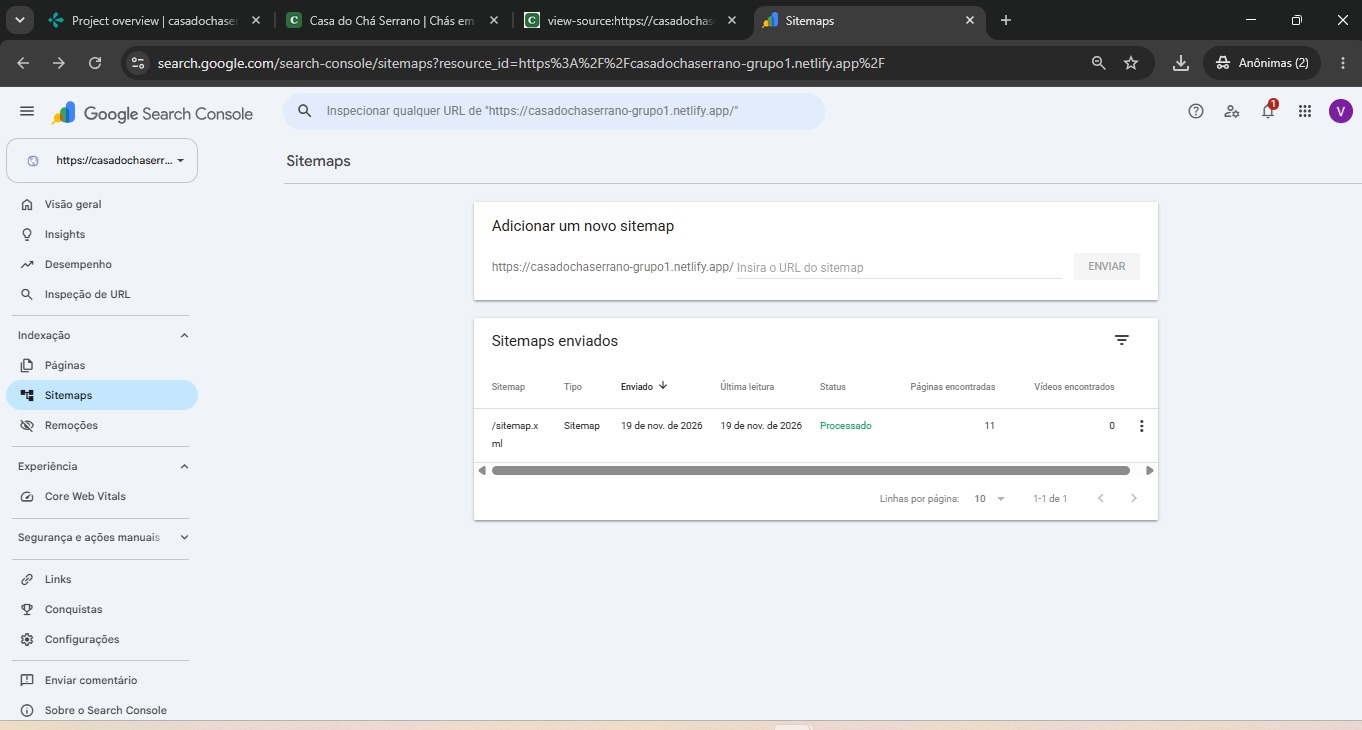 Project overview | casadochaser
Casa do Chá Serrano | Chás em
view-source:https://casadochas
Sitemaps
search.google.com/search-console/sitemaps?resource_id=https%3A%2F%2Fcasadochaserrano-grupo1.netlify.app%2F
Anônimas (2)
Google Search Console
Inspecionar qualquer URL de "https://casadochaserrano-grupo1.netlify.app/"
1
V
https://casadochaserr...
Sitemaps
Visão geral
Insights
Desempenho
Inspeção de URL
Indexação
Páginas
Sitemaps
Remoções
Experiência
Core Web Vitals
Segurança e ações manuais
Links
Conquistas
Configurações
Enviar comentário
Sobre o Search Console
Adicionar um novo sitemap
https://casadochaserrano-grupo1.netlify.app/ Insira o URL do sitemap
ENVIAR
Sitemaps enviados
Sitemap Tipo Enviado Última leitura Status Páginas encontradas Vídeos encontrados
/sitemap.x Sitemap 19 de nov. de 2026 19 de nov. de 2026 Processado 11 0
ml
Linhas por página: 10 1-1 de 1